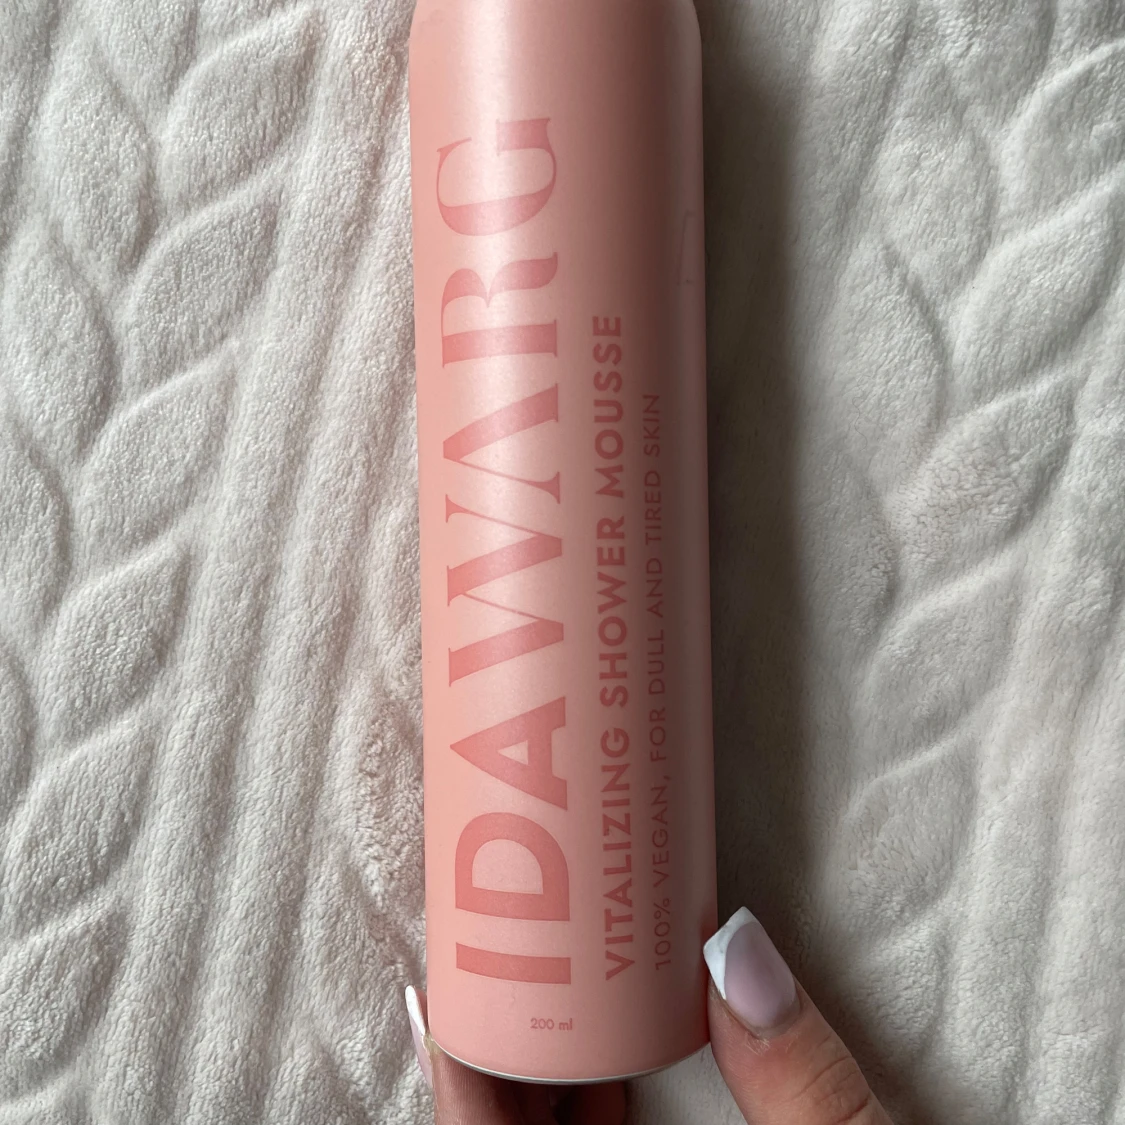 IDAWARG
VITALIZING SHOWER MOUSSE
100% VEGAN, FOR DULL AND TIRED SKIN
200 ml